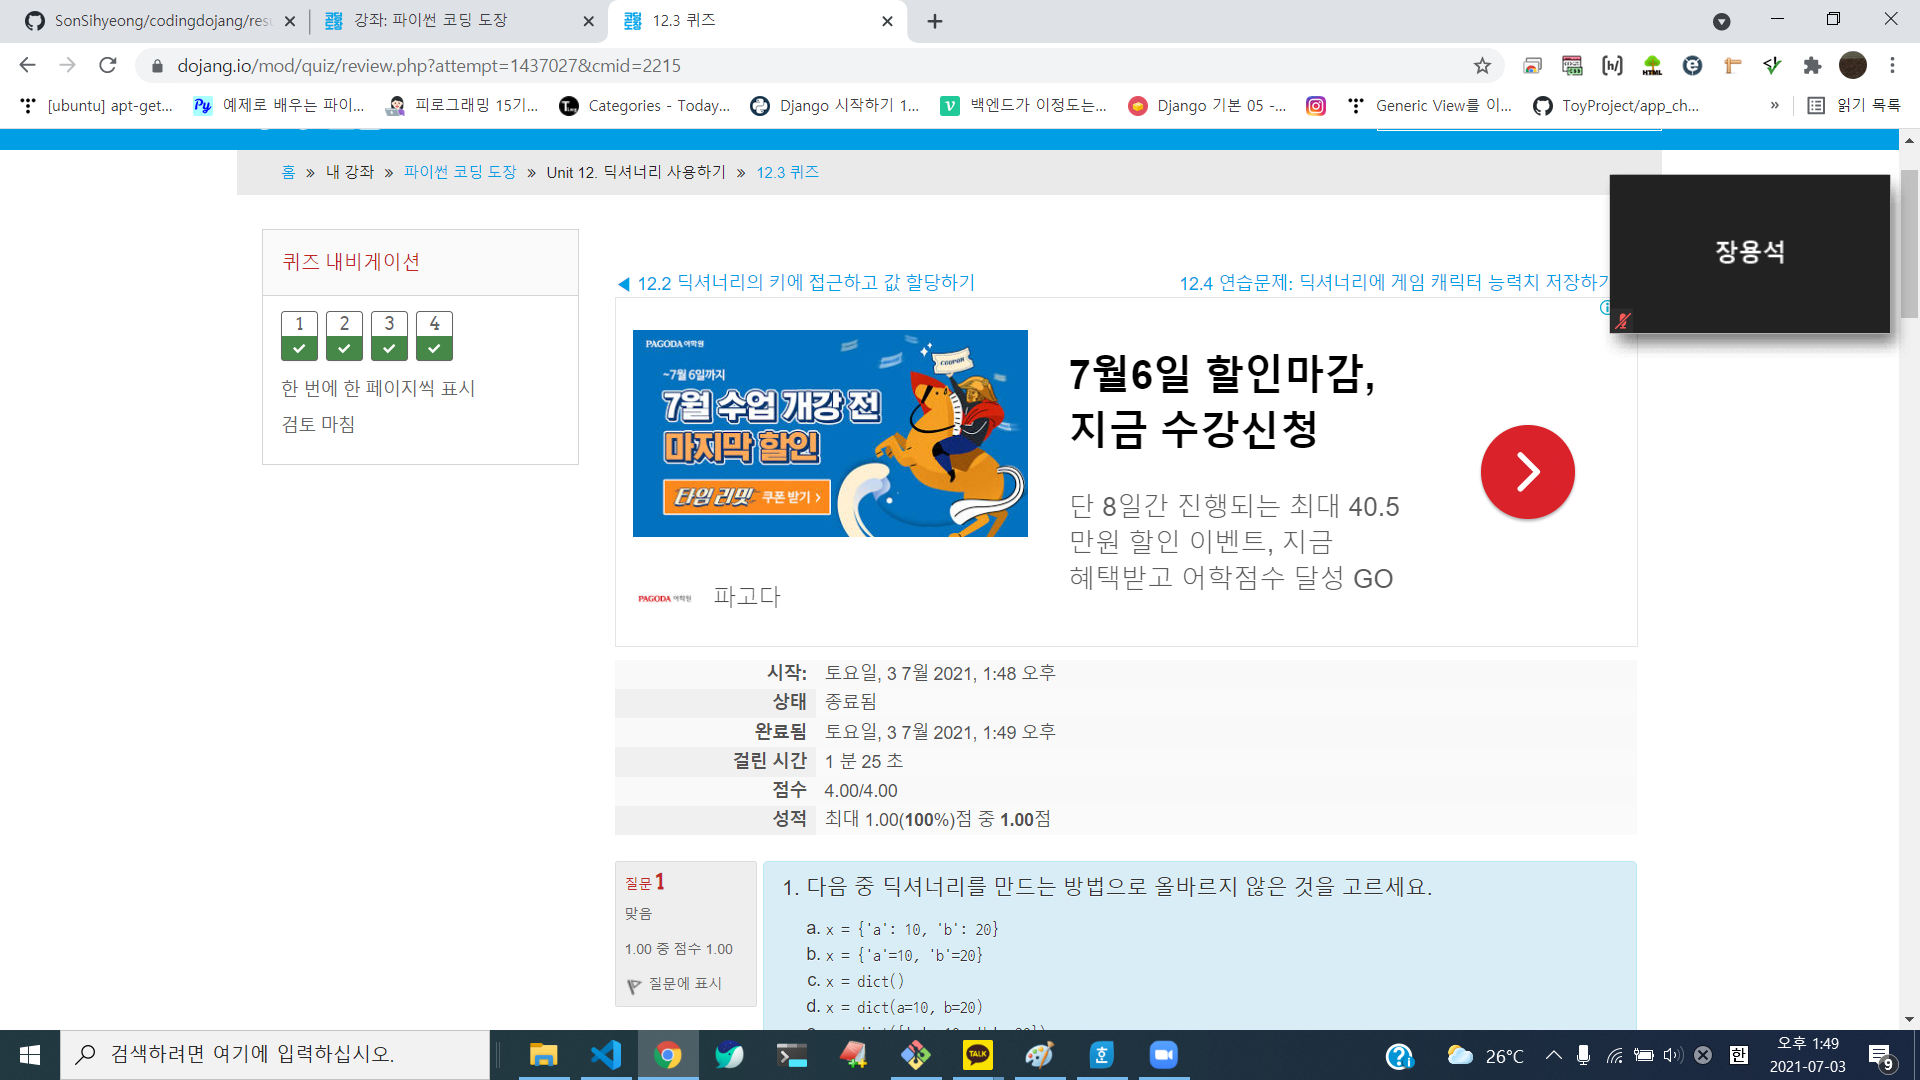 SonSihyeong/codingdojang/resu
강좌: 파이썬 코딩 도장
12.3 퀴즈
dojang.io/mod/quiz/review.php?attempt=1437027&cmid=2215
[ubuntu] apt-get...
예제로 배우는 파이...
피로그래밍 15기...
Categories - Today...
Django 시작하기 1...
백엔드가 이정도는...
Django 기본 05 -...
Generic View를 이...
ToyProject/app_ch...
»
읽기 목록
홈 » 내 강좌 » 파이썬 코딩 도장 » Unit 12. 딕셔너리 사용하기 » 12.3 퀴즈
장용석
퀴즈 내비게이션
1 2 3 4
한 번에 한 페이지씩 표시
검토 마침
◀ 12.2 딕셔너리의 키에 접근하고 값 할당하기
12.4 연습문제: 딕셔너리에 게임 캐릭터 능력치 저장하기
PAGODA 어학원
COUPON
~7월 6일까지
7월 수업 개강 전
마지막 할인
타임 리밋 쿠폰 받기 >
7월6일 할인마감,
지금 수강신청
단 8일간 진행되는 최대 40.5
만원 할인 이벤트, 지금
혜택받고 어학점수 달성 GO
PAGODA 어학원
파고다
시작: 토요일, 3 7월 2021, 1:48 오후
상태 종료됨
완료됨 토요일, 3 7월 2021, 1:49 오후
걸린 시간 1 분 25 초
점수 4.00/4.00
성적 최대 1.00(100%)점 중 1.00점
질문 1
맞음
1.00 중 점수 1.00
질문에 표시
1. 다음 중 딕셔너리를 만드는 방법으로 올바르지 않은 것을 고르세요.
a. x = {'a': 10, 'b': 20}
b. x = {'a'=10, 'b'=20}
c. x = dict()
d. x = dict(a=10, b=20)
검색하려면 여기에 입력하십시오.
TALK
26°C
한
오후 1:49
2021-07-03
9